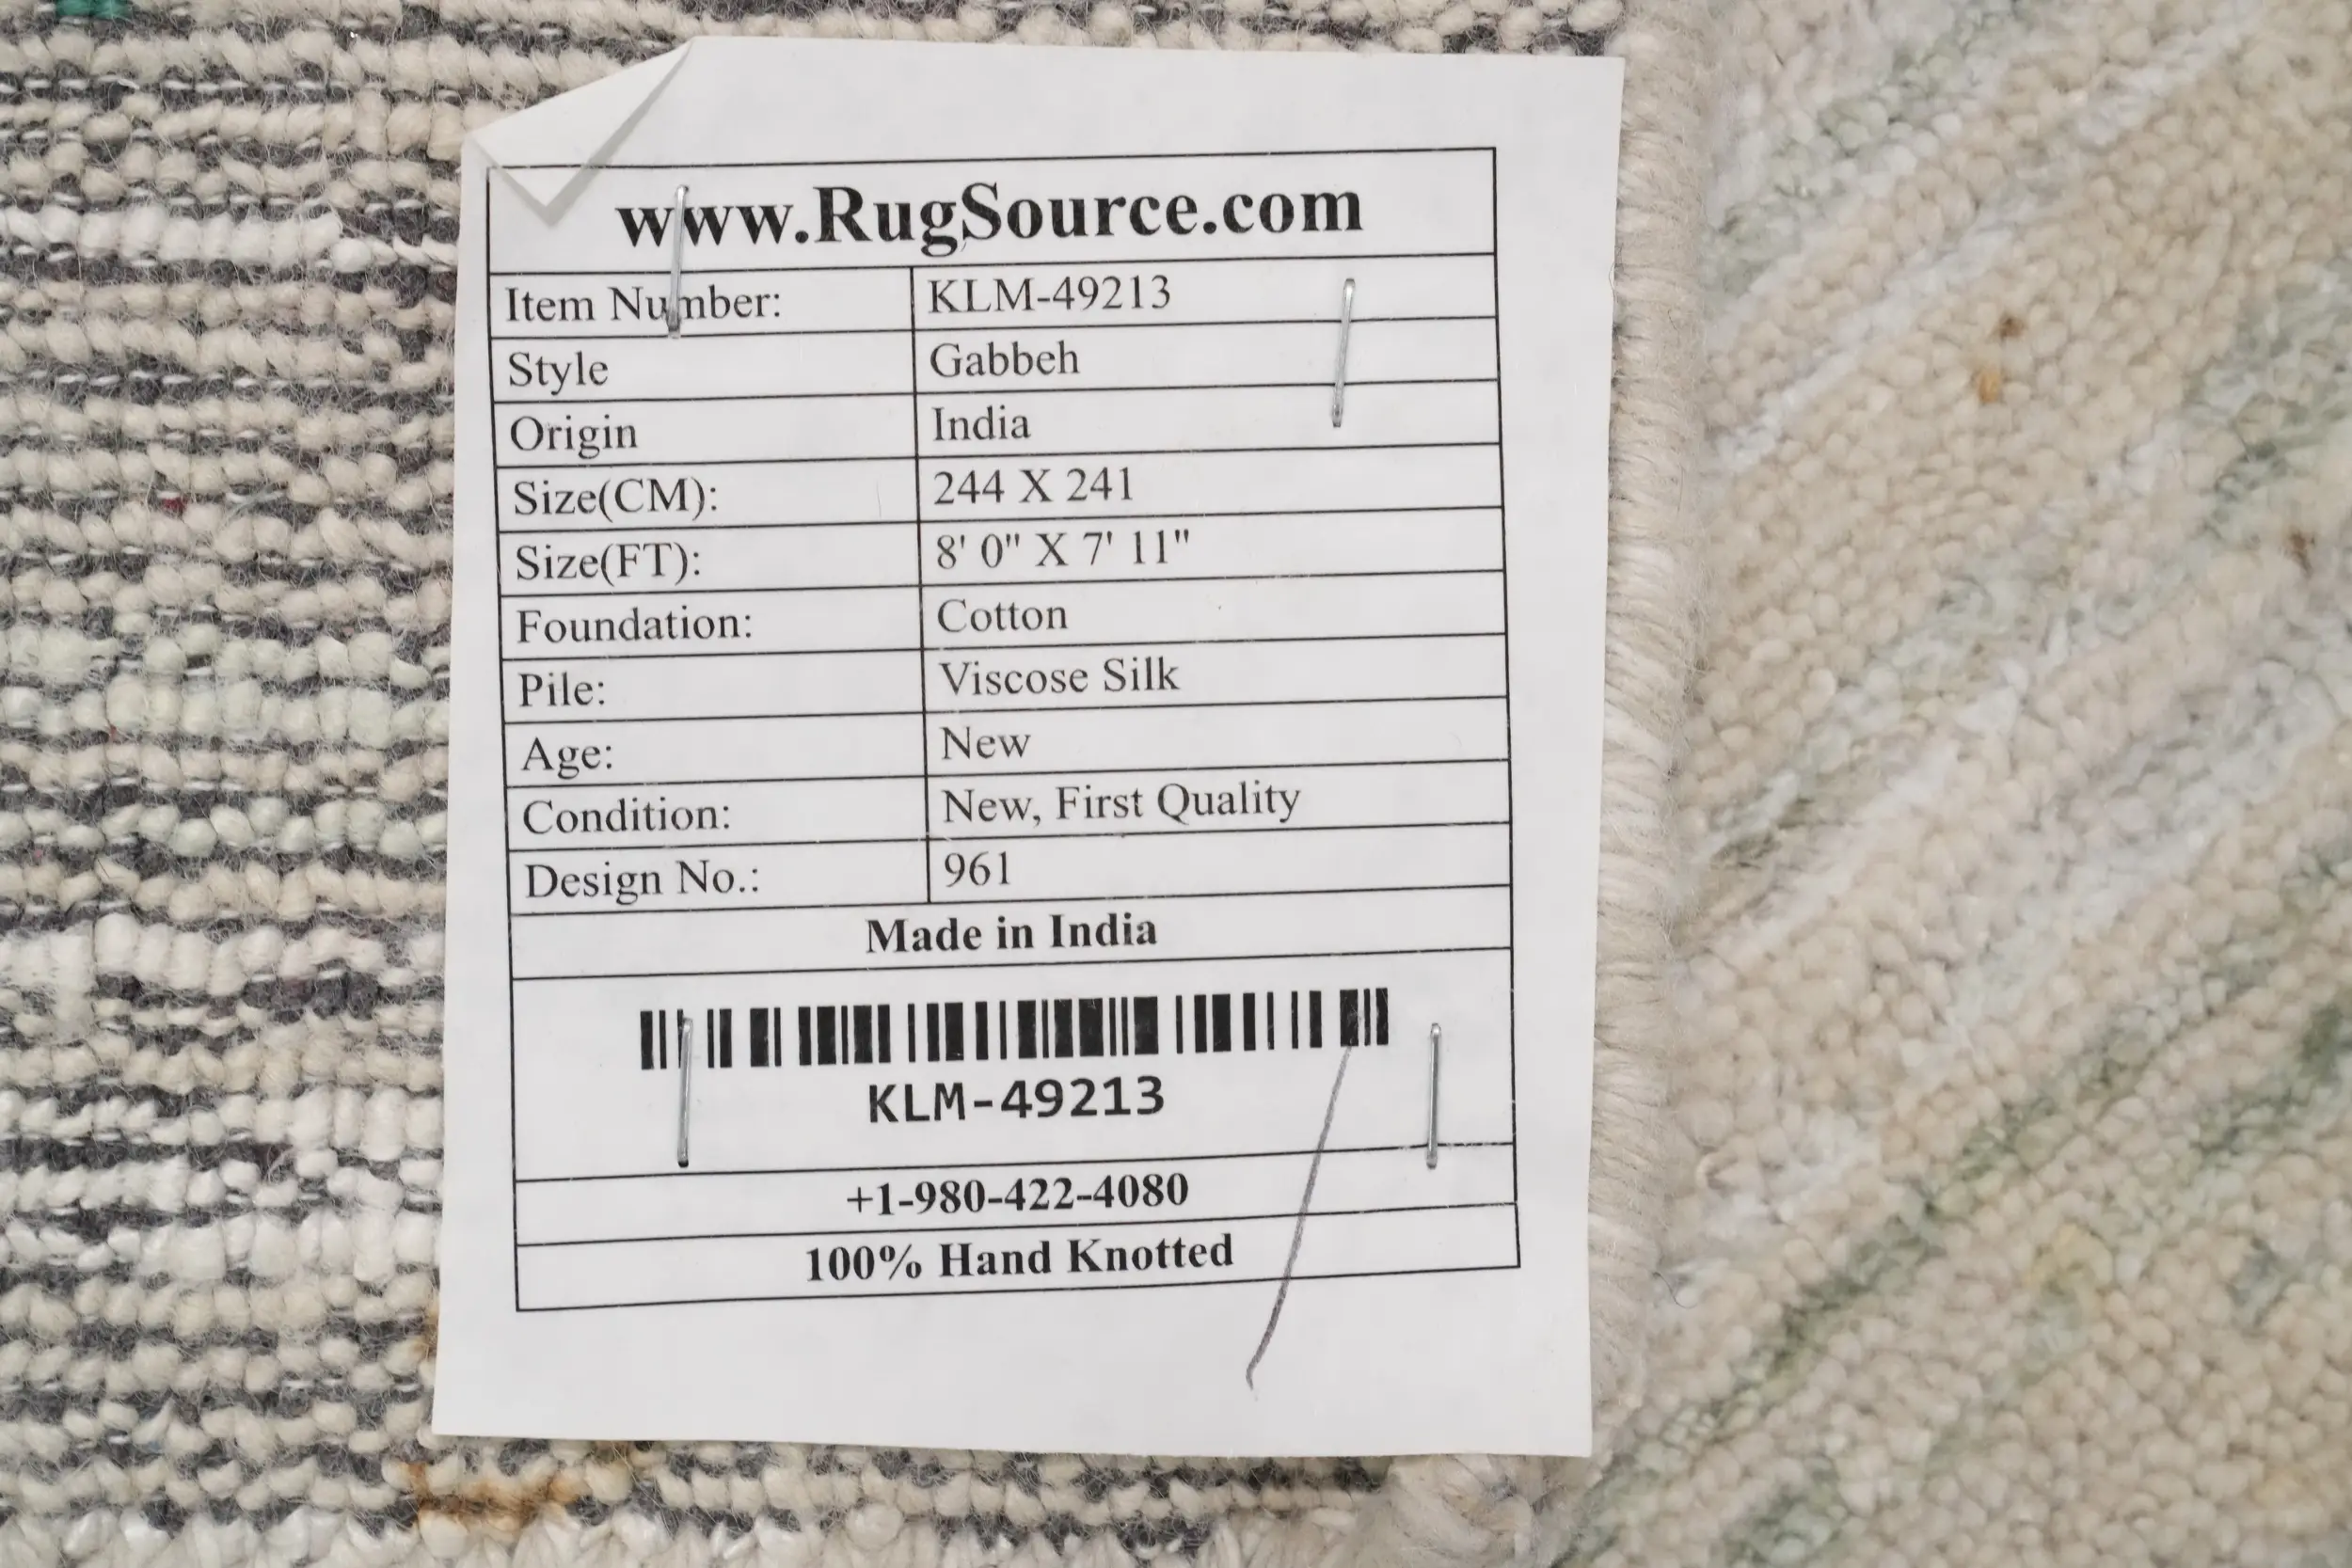 www.RugSource.com
Item Number: KLM-49213
Style Gabbeh
Origin India
Size(CM): 244 X 241
Size(FT): 8' 0" X 7' 11"
Foundation: Cotton
Pile: Viscose Silk
Age: New
Condition: New, First Quality
Design No.: 961
Made in India
KLM-49213
+1-980-422-4080
100% Hand Knotted